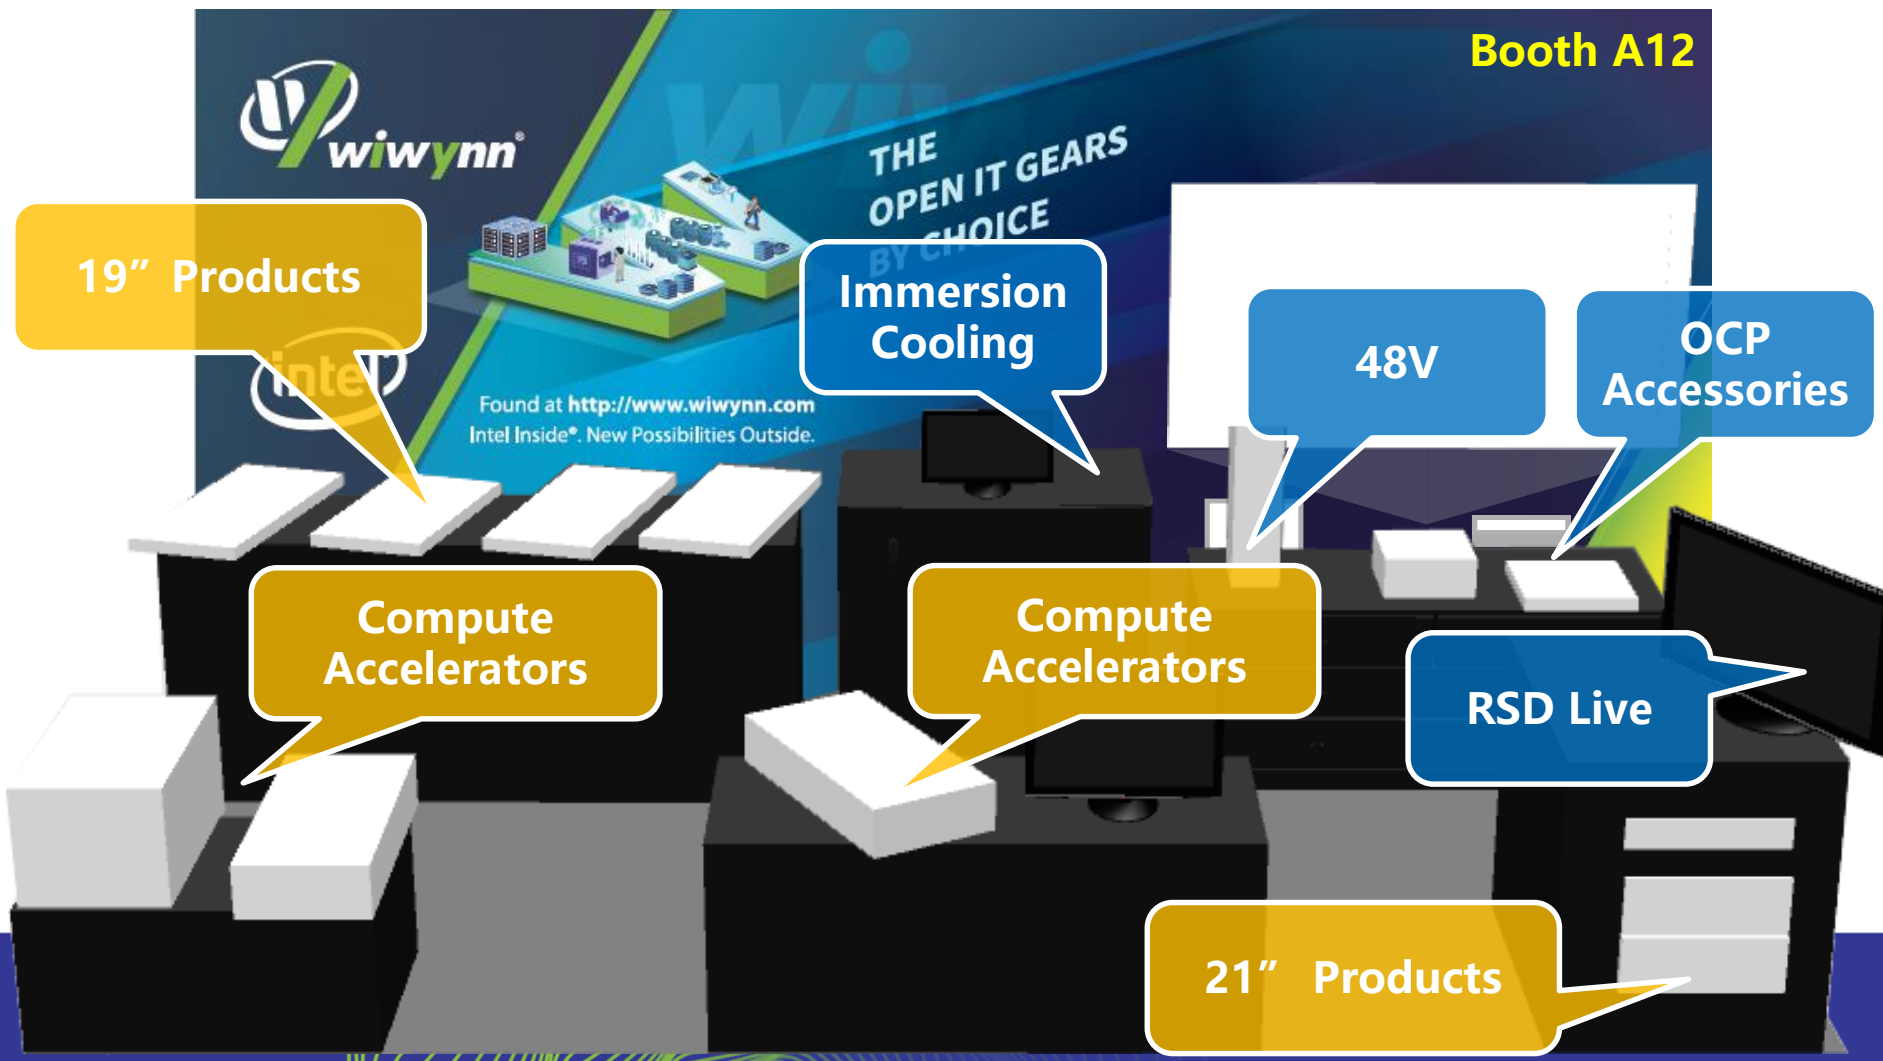 Booth A12
wiwynn®
wiw
THE
OPEN IT GEARS
BY CHOICE
19” Products
Immersion
Cooling
48V
OCP
Accessories
intel
Found at http://www.wiwynn.com
Intel Inside®. New Possibilities Outside.
Compute
Accelerators
Compute
Accelerators
RSD Live
21” Products